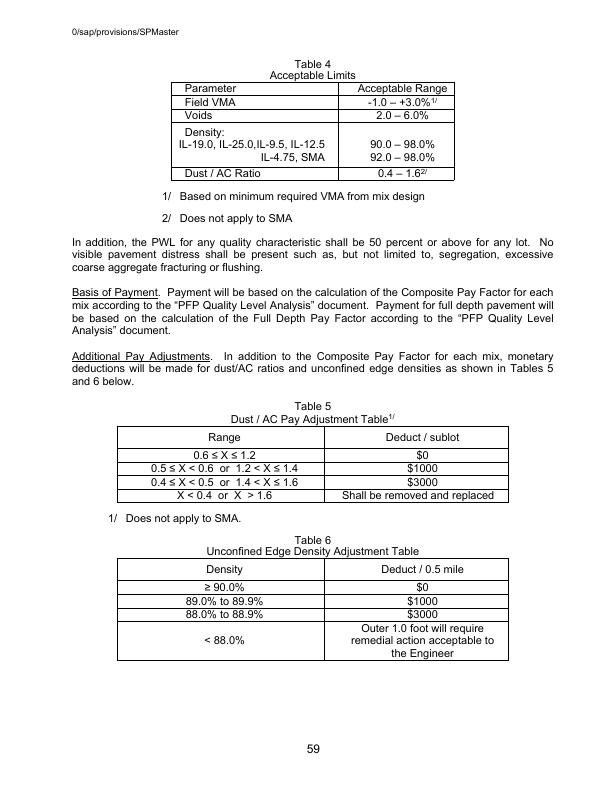 0/sap/provisions/SPMaster
Table 4
Acceptable Limits
Parameter Acceptable Range
Field VMA -1.0 – +3.0%1/
Voids 2.0 – 6.0%
Density:
IL-19.0, IL-25.0,IL-9.5, IL-12.5 90.0 – 98.0%
IL-4.75, SMA 92.0 – 98.0%
Dust / AC Ratio 0.4 – 1.62/
1/ Based on minimum required VMA from mix design
2/ Does not apply to SMA
In addition, the PWL for any quality characteristic shall be 50 percent or above for any lot. No
visible pavement distress shall be present such as, but not limited to, segregation, excessive
coarse aggregate fracturing or flushing.
Basis of Payment. Payment will be based on the calculation of the Composite Pay Factor for each
mix according to the “PFP Quality Level Analysis” document. Payment for full depth pavement will
be based on the calculation of the Full Depth Pay Factor according to the “PFP Quality Level
Analysis” document.
Additional Pay Adjustments. In addition to the Composite Pay Factor for each mix, monetary
deductions will be made for dust/AC ratios and unconfined edge densities as shown in Tables 5
and 6 below.
Table 5
Dust / AC Pay Adjustment Table1/
Range Deduct / sublot
0.6 ≤ X ≤ 1.2 $0
0.5 ≤ X < 0.6 or 1.2 < X ≤ 1.4 $1000
0.4 ≤ X < 0.5 or 1.4 < X ≤ 1.6 $3000
X < 0.4 or X > 1.6 Shall be removed and replaced
1/ Does not apply to SMA.
Table 6
Unconfined Edge Density Adjustment Table
Density Deduct / 0.5 mile
≥ 90.0% $0
89.0% to 89.9% $1000
88.0% to 88.9% $3000
< 88.0% Outer 1.0 foot will require
remedial action acceptable to
the Engineer
59